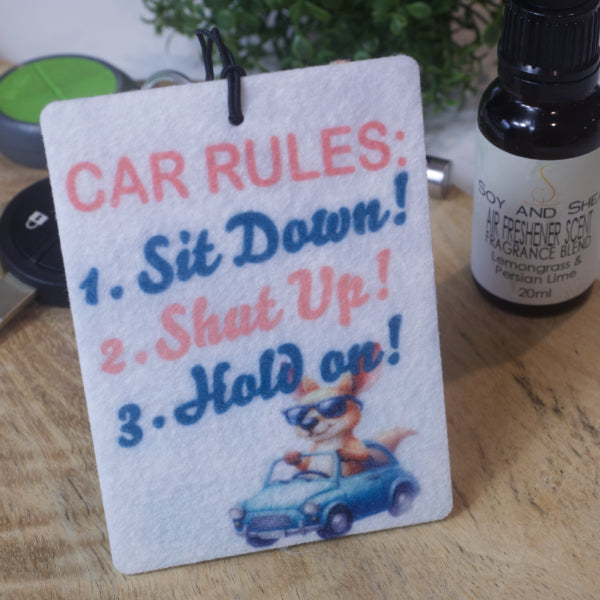 CAR RULES:
1. Sit Down!
2. Shut Up!
3. Hold on!
SOY AND SHE
AIR FRESHENER SCENT
FRAGRANCE BLEND
Lemongrass &
Persian Lime
20ml